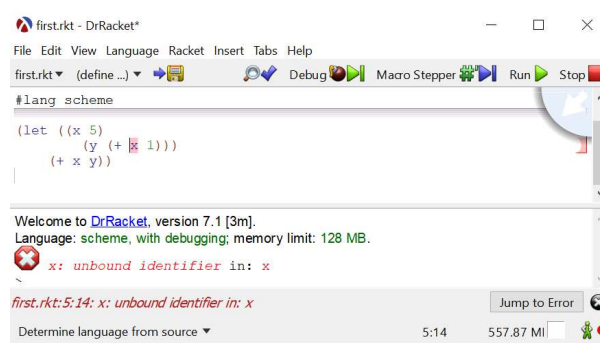 first.rkt - DrRacket*
File Edit View Language Racket Insert Tabs Help
first.rkt▼ (define ...)▼ Debug Macro Stepper Run Stop
#lang scheme
(let ((x 5)
(y (+ x 1)))
(+ x y))
Welcome to DrRacket, version 7.1 [3m].
Language: scheme, with debugging; memory limit: 128 MB.
x: unbound identifier in: x
>
first.rkt:5:14: x: unbound identifier in: x Jump to Error
Determine language from source▼ 5:14 557.87 MI